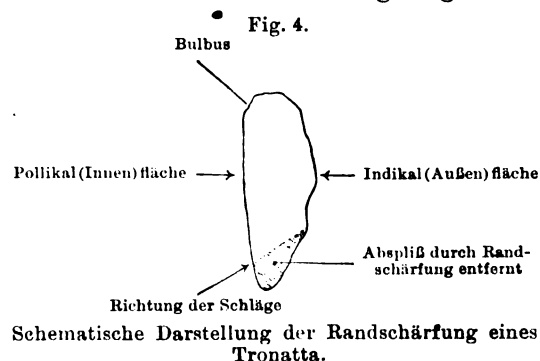 Fig. 4.
Bulbus
Pollikal (Innen) fläche
Indikal (Außen) fläche
Abspliß durch Rand-
schärfung entfernt
Richtung der Schläge
Schematische Darstellung der Randschärfung eines
Tronatta.